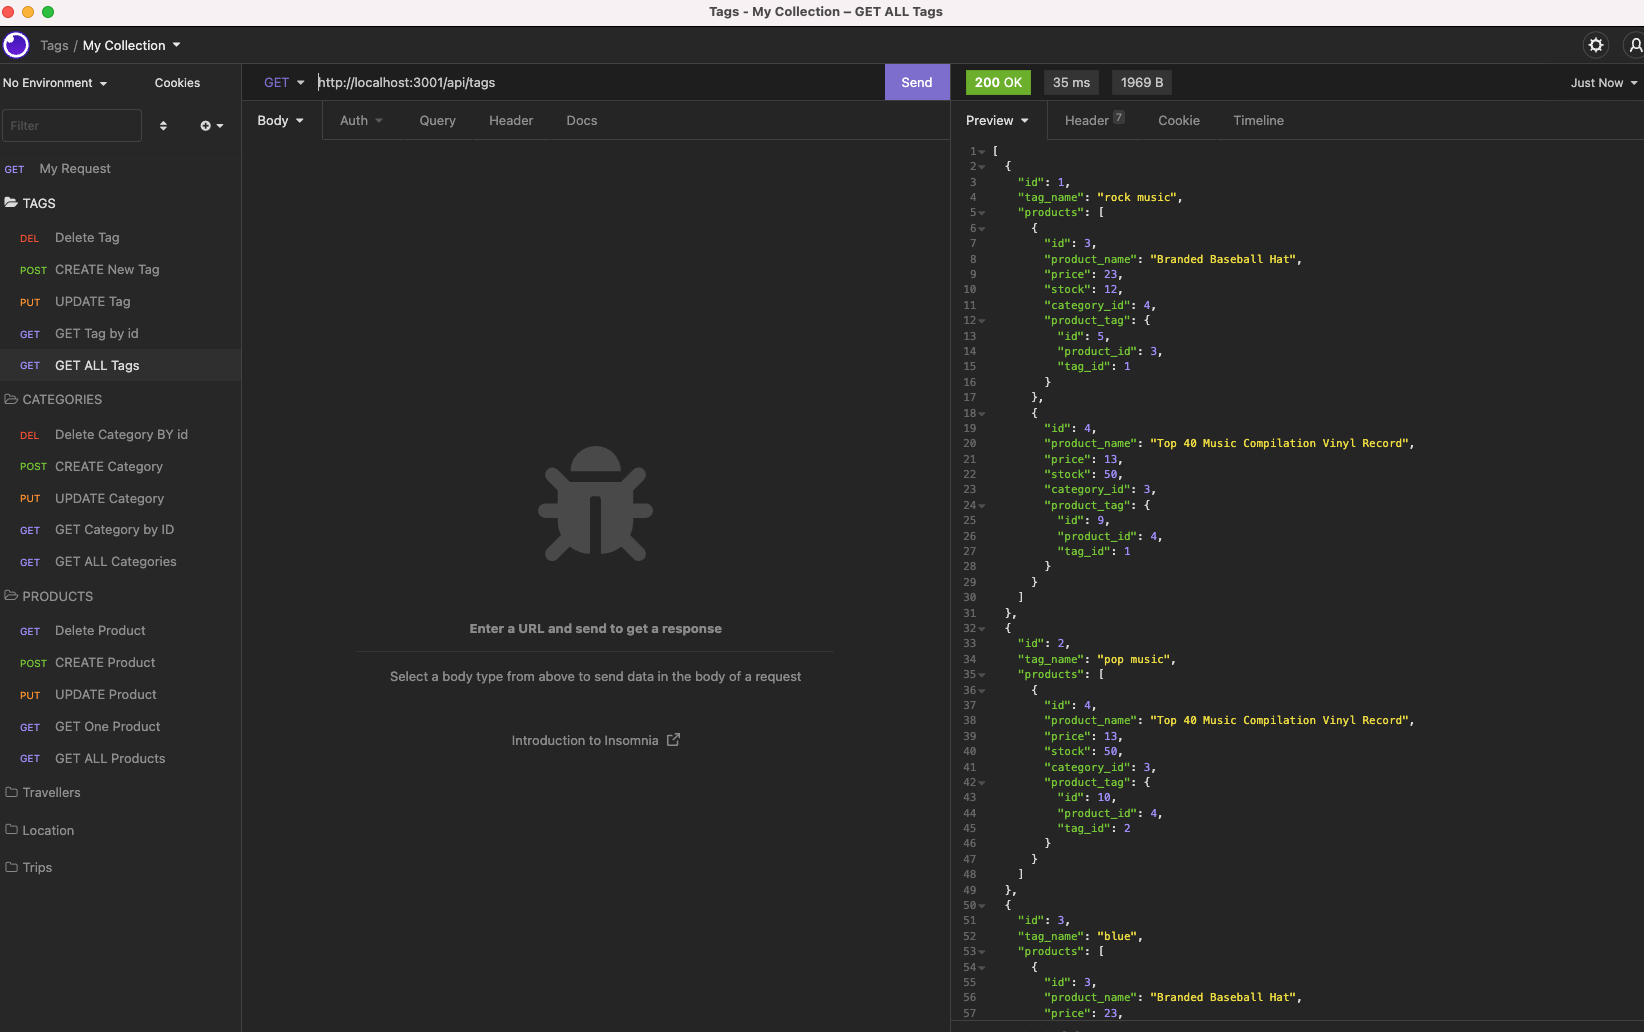 Tags - My Collection – GET ALL Tags
Tags / My Collection
No Environment
Cookies
Filter
GET My Request
TAGS
DEL Delete Tag
POST CREATE New Tag
PUT UPDATE Tag
GET GET Tag by id
GET GET ALL Tags
CATEGORIES
DEL Delete Category BY id
POST CREATE Category
PUT UPDATE Category
GET GET Category by ID
GET GET ALL Categories
PRODUCTS
GET Delete Product
POST CREATE Product
PUT UPDATE Product
GET GET One Product
GET GET ALL Products
Travellers
Location
Trips
GET http://localhost:3001/api/tags Send
Body Auth Query Header Docs
Enter a URL and send to get a response
Select a body type from above to send data in the body of a request
Introduction to Insomnia
200 OK 35 ms 1969 B Just Now
Preview Header 7 Cookie Timeline
1 [
2 {
3 "id": 1,
4 "tag_name": "rock music",
5 "products": [
6 {
7 "id": 3,
8 "product_name": "Branded Baseball Hat",
9 "price": 23,
10 "stock": 12,
11 "category_id": 4,
12 "product_tag": {
13 "id": 5,
14 "product_id": 3,
15 "tag_id": 1
16 }
17 },
18 {
19 "id": 4,
20 "product_name": "Top 40 Music Compilation Vinyl Record",
21 "price": 13,
22 "stock": 50,
23 "category_id": 3,
24 "product_tag": {
25 "id": 9,
26 "product_id": 4,
27 "tag_id": 1
28 }
29 }
30 ]
31 },
32 {
33 "id": 2,
34 "tag_name": "pop music",
35 "products": [
36 {
37 "id": 4,
38 "product_name": "Top 40 Music Compilation Vinyl Record",
39 "price": 13,
40 "stock": 50,
41 "category_id": 3,
42 "product_tag": {
43 "id": 10,
44 "product_id": 4,
45 "tag_id": 2
46 }
47 }
48 ]
49 },
50 {
51 "id": 3,
52 "tag_name": "blue",
53 "products": [
54 {
55 "id": 3,
56 "product_name": "Branded Baseball Hat",
57 "price": 23,